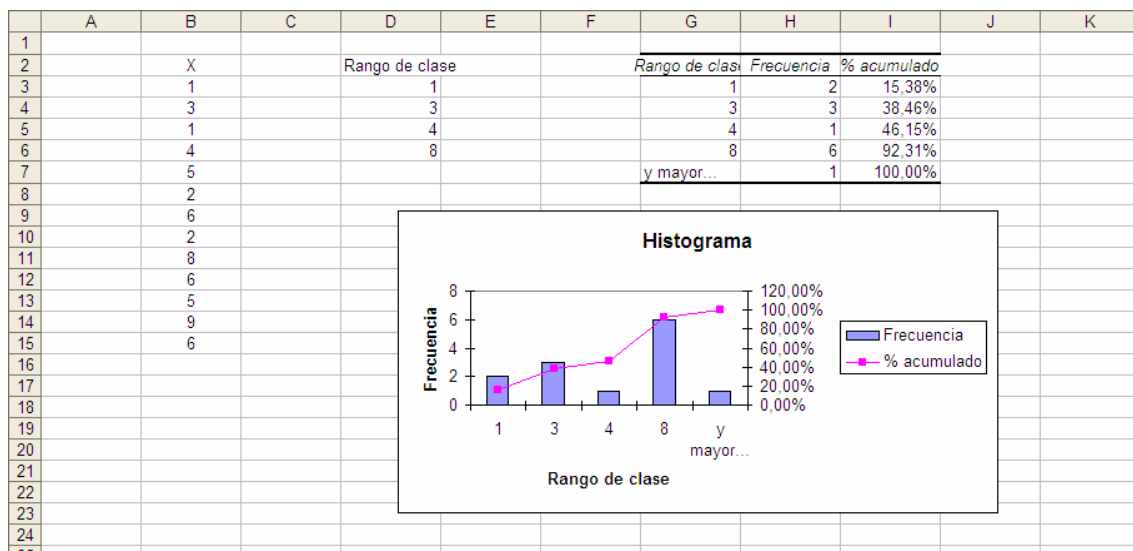 A B C D E F G H I J K
1
2 X Rango de clase Rango de clas Frecuencia % acumulado
3 1 1 1 2 15,38%
4 3 3 3 3 38,46%
5 1 4 4 1 46,15%
6 4 8 8 6 92,31%
7 5 y mayor... 1 100,00%
8 2
9 6
10 2
11 8
12 6
13 5
14 9
15 6
16
17
18
19
20
21
22
23
24
Histograma
Frecuencia
8
6
4
2
0
120,00%
100,00%
80,00%
60,00%
40,00%
20,00%
0,00%
1 3 4 8 y mayor...
Rango de clase
Frecuencia
% acumulado